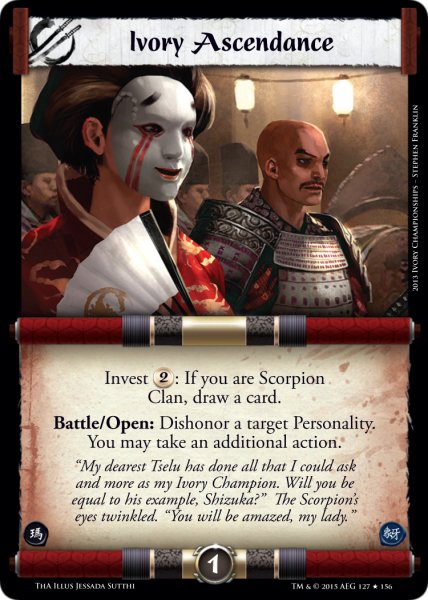 Ivory Ascendance
2013 Ivory Championships – Stephen Franklin
Invest 2: If you are Scorpion
Clan, draw a card.
Battle/Open: Dishonor a target Personality.
You may take an additional action.
“My dearest Tselu has done all that I could ask
and more as my Ivory Champion. Will you be
equal to his example, Shizuka?” The Scorpion’s
eyes twinkled. “You will be amazed, my lady.”
瑪
1
ThA Illus Jessada Sutthi
TM & © 2015 AEG 127 ★ 156